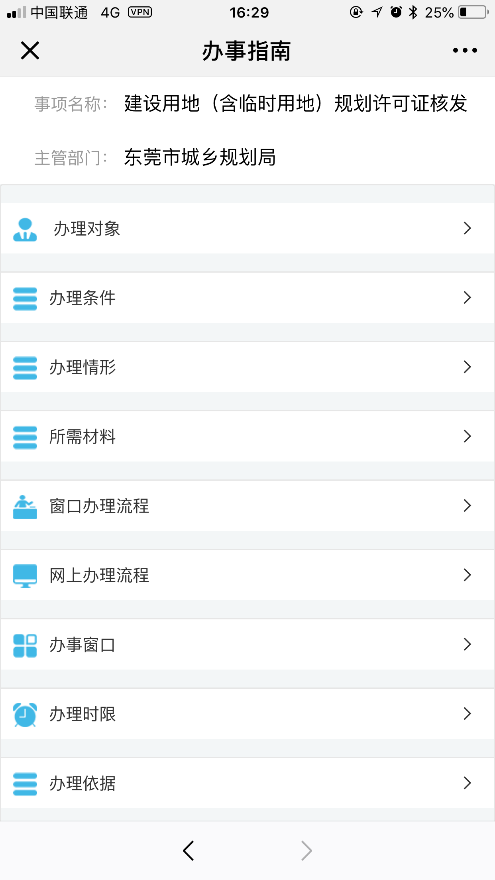 中国联通 4G VPN 16:29 25%
办事指南
事项名称： 建设用地（含临时用地）规划许可证核发
主管部门： 东莞市城乡规划局
办理对象
办理条件
办理情形
所需材料
窗口办理流程
网上办理流程
办事窗口
办理时限
办理依据